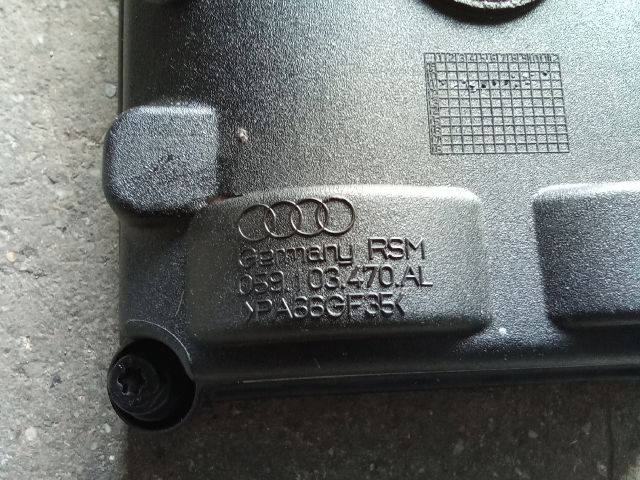 Germany RSM
059 103.470.AL
>PA66GF35<